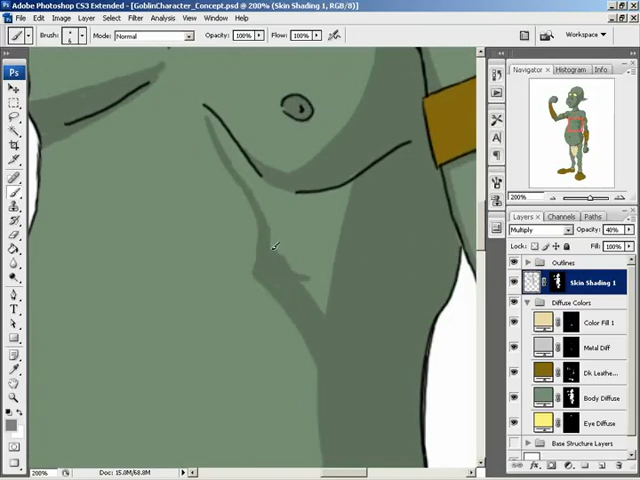 Adobe Photoshop CS3 Extended - [GoblinCharacter_Concept.psd @ 200% (Skin Shading 1, RGB/8)]
File Edit Image Layer Select Filter Analysis View Window Help
Brush: Mode: Normal Opacity: 100% Flow: 100% Workspace
Ps
Navigator Histogram Info
200%
Layers Channels Paths
Multiply Opacity: 40%
Lock: Fill: 100%
Outlines
Skin Shading 1
Diffuse Colors
Color Fill 1
Metal Diff
Dk Leathe...
Body Diffuse
Eye Diffuse
Base Structure Layers
200% Doc: 15.0M/68.8M